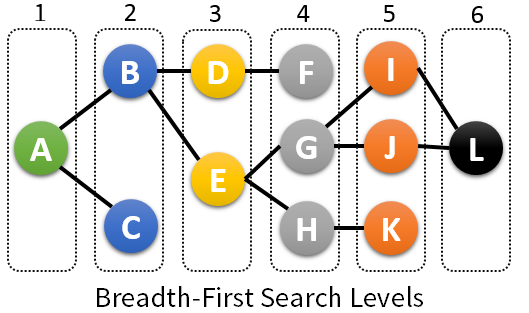 1 2 3 4 5 6
B D F I
A G J L
E
C H K
Breadth-First Search Levels